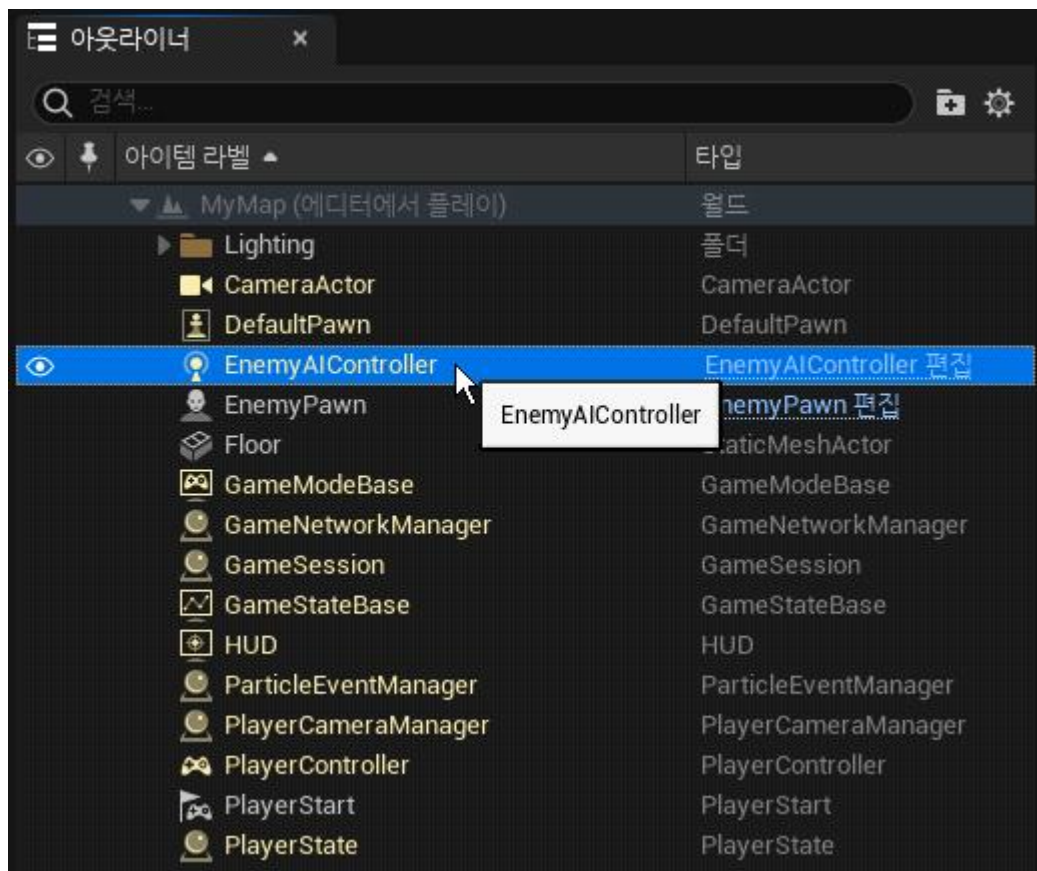 아웃라이너 ×
검색...
아이템 라벨 타입
MyMap (에디터에서 플레이) 월드
Lighting 폴더
CameraActor CameraActor
DefaultPawn DefaultPawn
EnemyAIController EnemyAIController 편집
EnemyPawn EnemyAIController nemyPawn 편집
Floor taticMeshActor
GameModeBase GameModeBase
GameNetworkManager GameNetworkManager
GameSession GameSession
GameStateBase GameStateBase
HUD HUD
ParticleEventManager ParticleEventManager
PlayerCameraManager PlayerCameraManager
PlayerController PlayerController
PlayerStart PlayerStart
PlayerState PlayerState